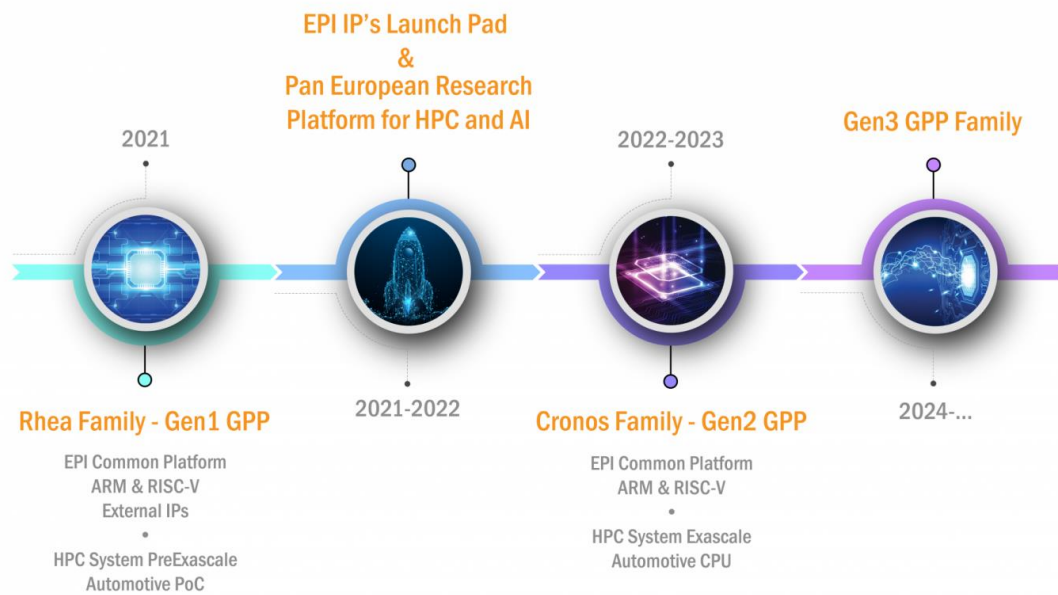 2021
Rhea Family - Gen1 GPP
EPI Common Platform
ARM & RISC-V
External IPs
•
HPC System PreExascale
Automotive PoC
EPI IP's Launch Pad
&
Pan European Research
Platform for HPC and AI
2021-2022
2022-2023
Cronos Family - Gen2 GPP
EPI Common Platform
ARM & RISC-V
•
HPC System Exascale
Automotive CPU
Gen3 GPP Family
2024-...